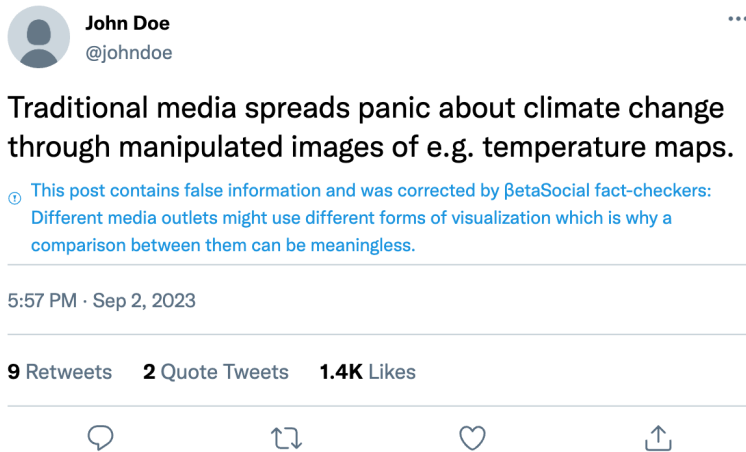 John Doe
@johndoe
Traditional media spreads panic about climate change
through manipulated images of e.g. temperature maps.
This post contains false information and was corrected by βetaSocial fact-checkers:
Different media outlets might use different forms of visualization which is why a
comparison between them can be meaningless.
5:57 PM · Sep 2, 2023
9 Retweets 2 Quote Tweets 1.4K Likes